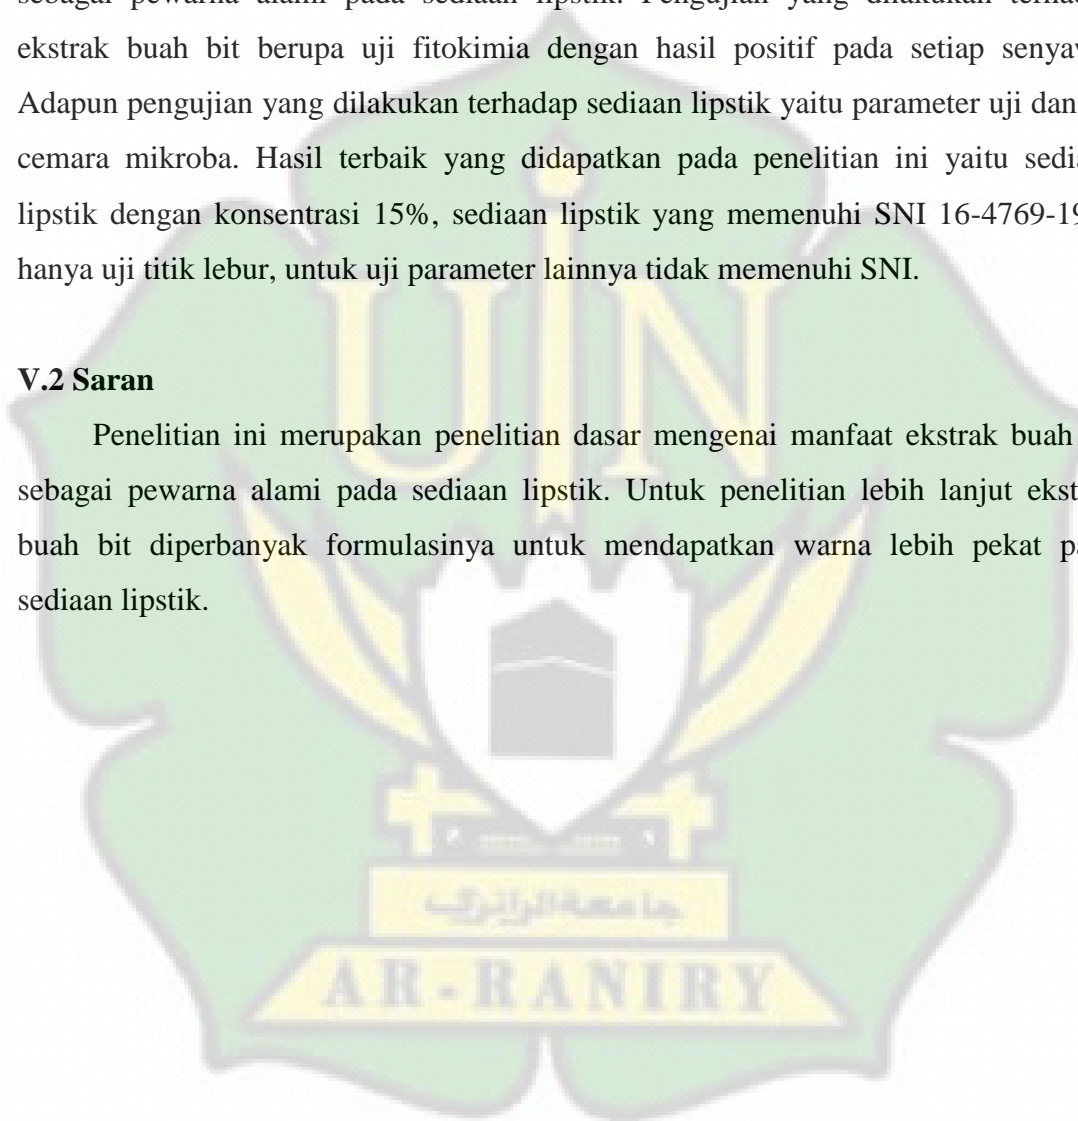 sebagai pewarna alami pada sediaan lipstik. Pengujian yang dilakukan
ekstrak buah bit berupa uji fitokimia dengan hasil positif pada setiap
Adapun pengujian yang dilakukan terhadap sediaan lipstik yaitu parameter uji dan
cemara mikroba. Hasil terbaik yang didapatkan pada penelitian ini yaitu
lipstik dengan konsentrasi 15%, sediaan lipstik yang memenuhi SNI 16-4769-19
hanya uji titik lebur, untuk uji parameter lainnya tidak memenuhi SNI.
V.2 Saran
Penelitian ini merupakan penelitian dasar mengenai manfaat ekstrak buah
sebagai pewarna alami pada sediaan lipstik. Untuk penelitian lebih lanjut
buah bit diperbanyak formulasinya untuk mendapatkan warna lebih pekat
sediaan lipstik.
UIN
جامعة الرانري
AR-RANIRY